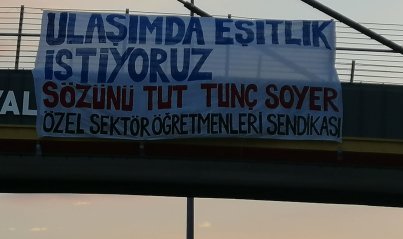 ULAŞIMDA EŞİTLİK
İSTİYORUZ
SÖZÜNÜ TUT TUNÇ SOYER
ÖZEL SEKTÖR ÖĞRETMENLERİ SENDİKASI